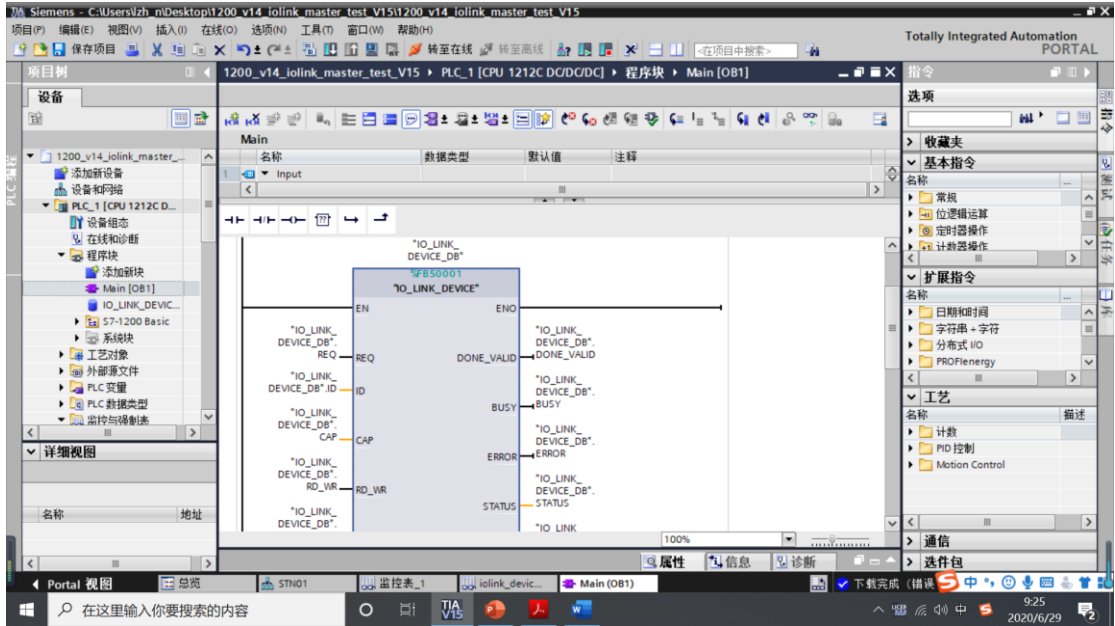 Siemens - C:\Users\lzh_n\Desktop\1200_v14_iolink_master_test_V15\1200_v14_iolink_master_test_V15
项目(P) 编辑(E) 视图(V) 插入(I) 在线(O) 选项(N) 工具(T) 窗口(W) 帮助(H)
Totally Integrated Automation
PORTAL
保存项目 转至在线 转至离线 <在项目中搜索>
项目树
1200_v14_iolink_master_test_V15 PLC_1 [CPU 1212C DC/DC/DC] 程序块 Main [OB1]
指令
设备
选项
Main
名称 数据类型 默认值 注释
1 Input
1200_v14_iolink_master_...
添加新设备
设备和网络
PLC_1 [CPU 1212C D...
设备组态
在线和诊断
程序块
添加新块
Main [OB1]
IO_LINK_DEVIC...
S7-1200 Basic
系统块
工艺对象
外部源文件
PLC 变量
PLC 数据类型
监控与强制表
详细视图
名称 地址
"IO_LINK_
DEVICE_DB"
%FB50001
"IO_LINK_DEVICE"
EN ENO
"IO_LINK_
DEVICE_DB".
REQ REQ
"IO_LINK_
DEVICE_DB".ID ID
"IO_LINK_
DEVICE_DB".
CAP CAP
"IO_LINK_
DEVICE_DB".
RD_WR RD_WR
"IO_LINK_
DEVICE_DB".
"IO_LINK_
DEVICE_DB".
DONE_VALID DONE_VALID
"IO_LINK_
DEVICE_DB".
BUSY BUSY
"IO_LINK_
DEVICE_DB".
ERROR ERROR
"IO_LINK_
DEVICE_DB".
STATUS STATUS
"IO_LINK
100%
属性 信息 诊断
收藏夹
基本指令
名称 ...
常规
位逻辑运算
定时器操作
计数器操作
扩展指令
名称 ...
日期和时间
字符串 + 字符
分布式 I/O
PROFIenergy
工艺
名称 描述
计数
PID 控制
Motion Control
通信
选件包
测试
任务
Portal 视图 总览 STN01 监控表_1 iolink_devic... Main (OB1) 下载完成 (错误 中
在这里输入你要搜索的内容
TIA
V15
中
9:25
2020/6/29